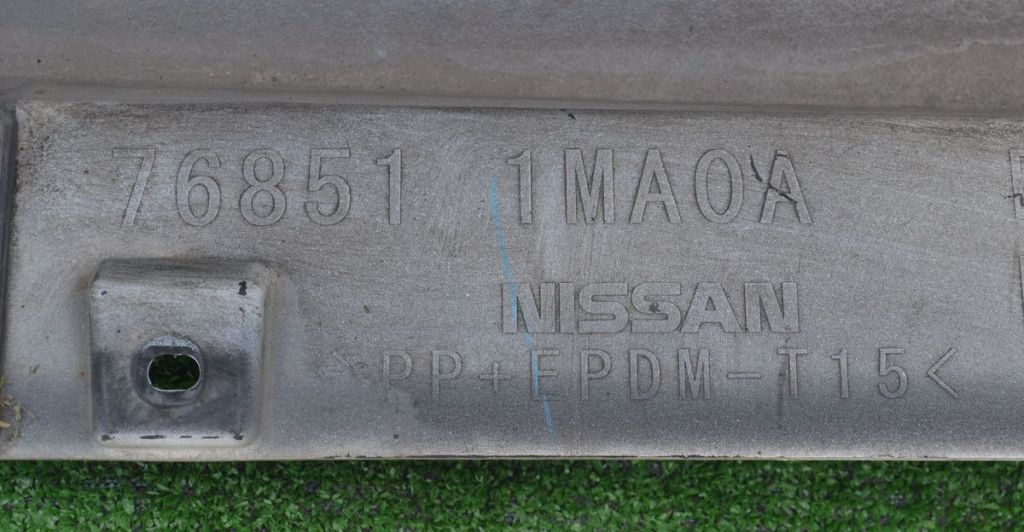 76851 1MA0A
NISSAN
>PP+EPDM-T15<